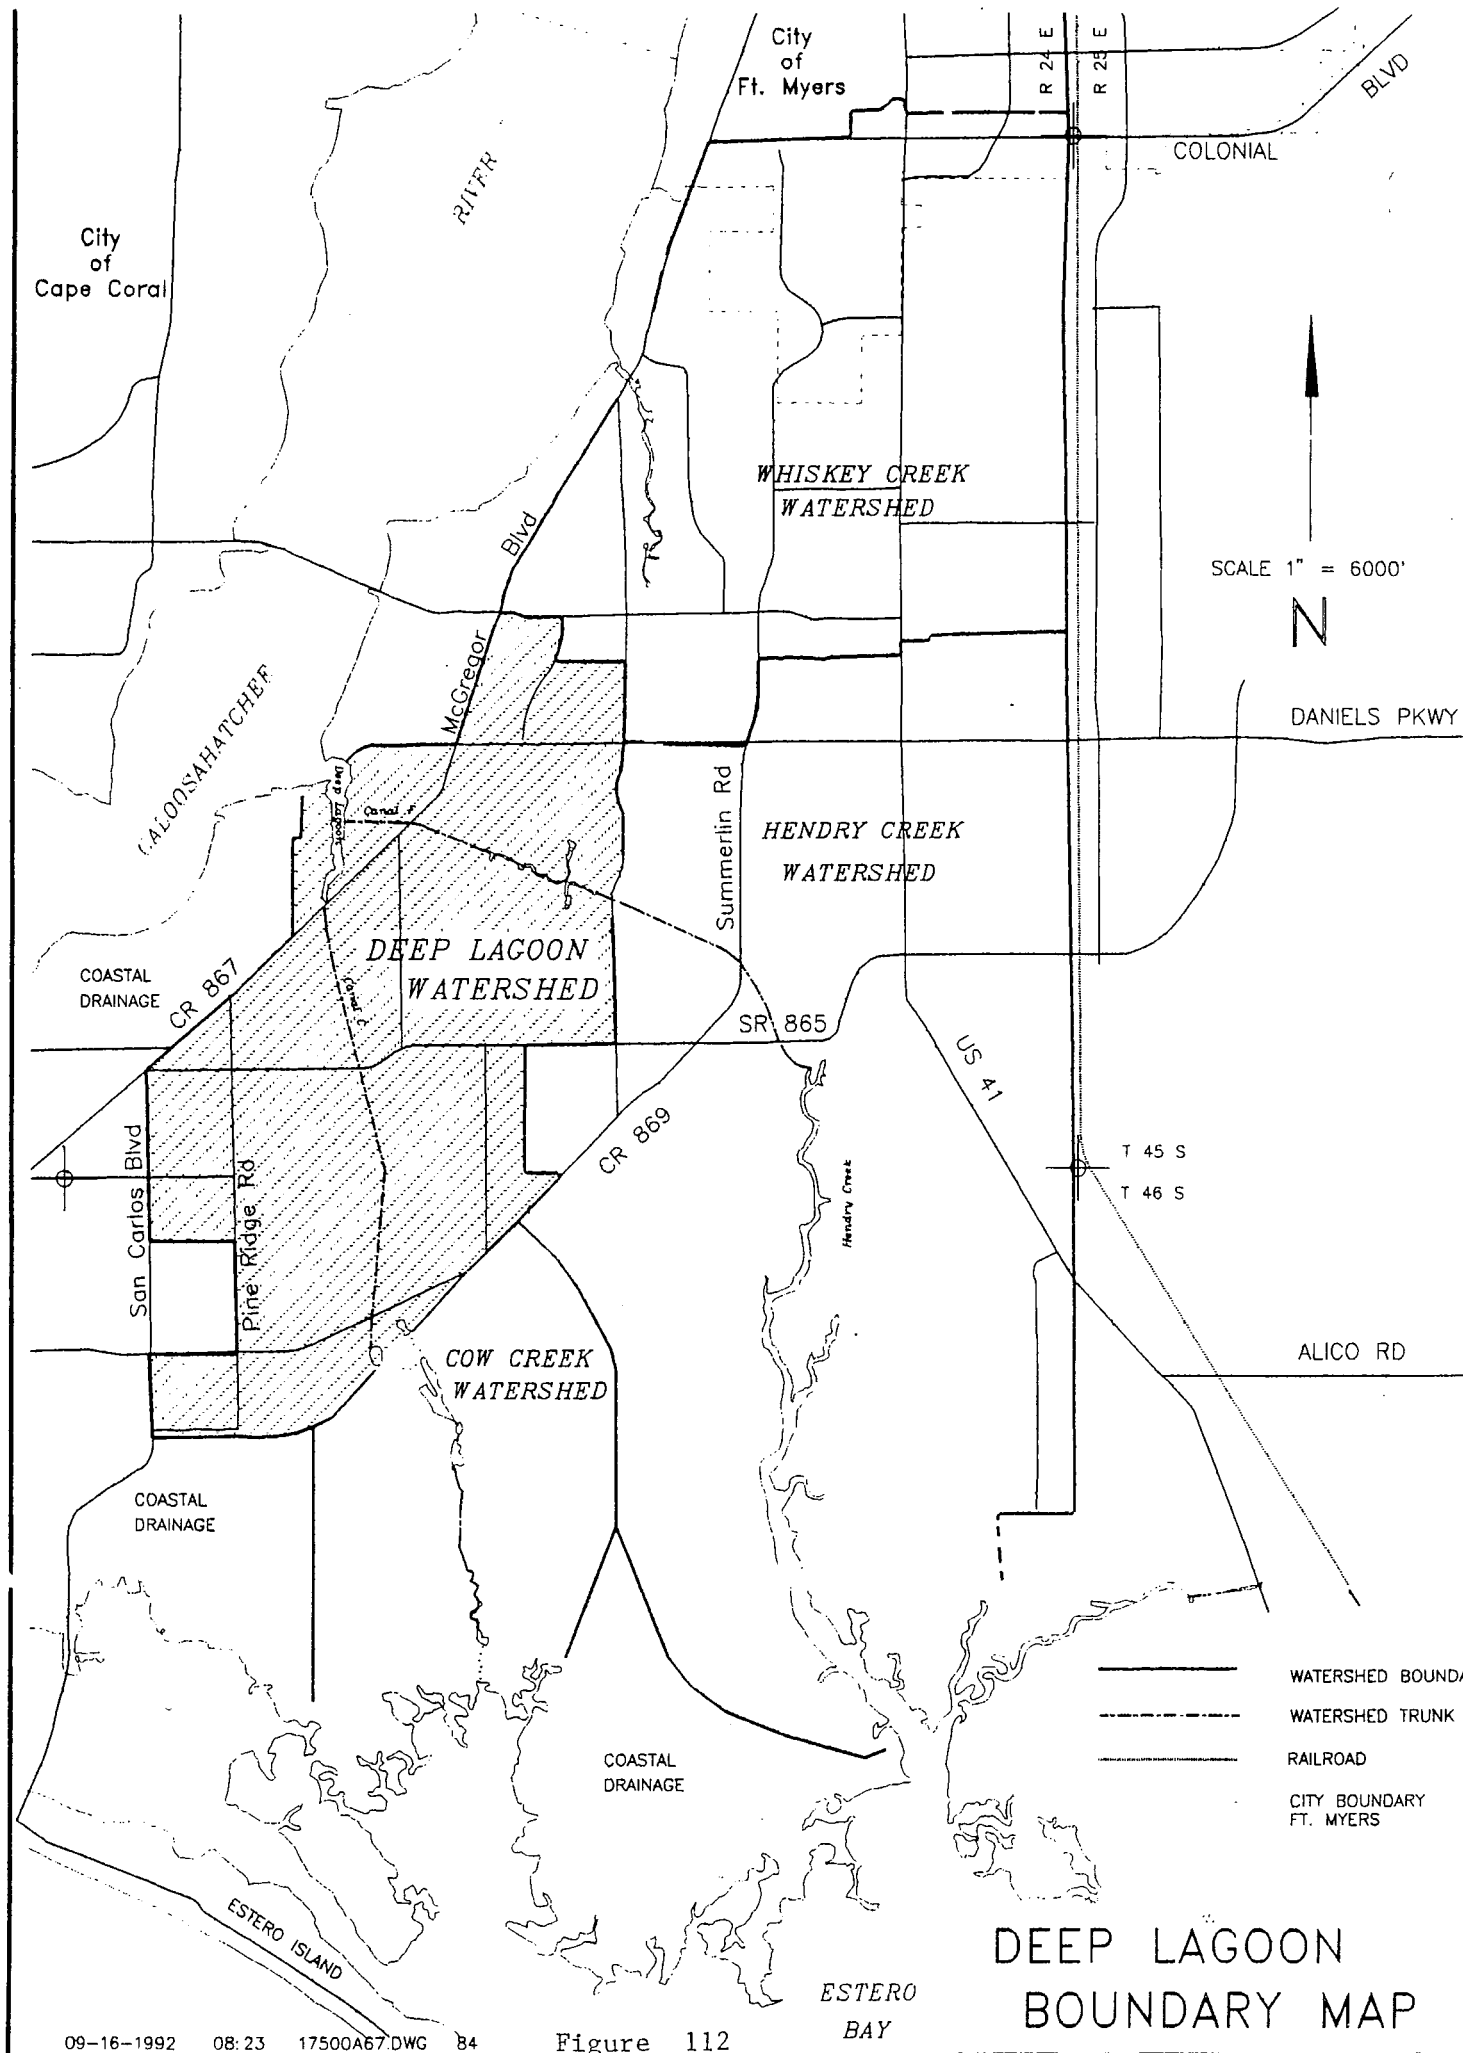 City
of
Ft. Myers
R 24 E
R 25 E
BLVD
COLONIAL
RIVER
City
of
Cape Coral
WHISKEY CREEK
WATERSHED
Blvd
SCALE 1" = 6000'
N
McGregor
CALOOSAHATCHEE
DANIELS PKWY
Deep Lagoon
Canal F
Summerlin Rd
HENDRY CREEK
WATERSHED
DEEP LAGOON
WATERSHED
COASTAL
DRAINAGE
CR 867
Canal
SR 865
US 41
CR 869
T 45 S
T 46 S
San Carlos Blvd
Pine Ridge Rd
Hendry Creek
COW CREEK
WATERSHED
ALICO RD
COASTAL
DRAINAGE
WATERSHED BOUNDA
WATERSHED TRUNK
RAILROAD
CITY BOUNDARY
FT. MYERS
COASTAL
DRAINAGE
ESTERO ISLAND
ESTERO
BAY
DEEP LAGOON
BOUNDARY MAP
09-16-1992 08:23 17500A67.DWG 84 Figure 112